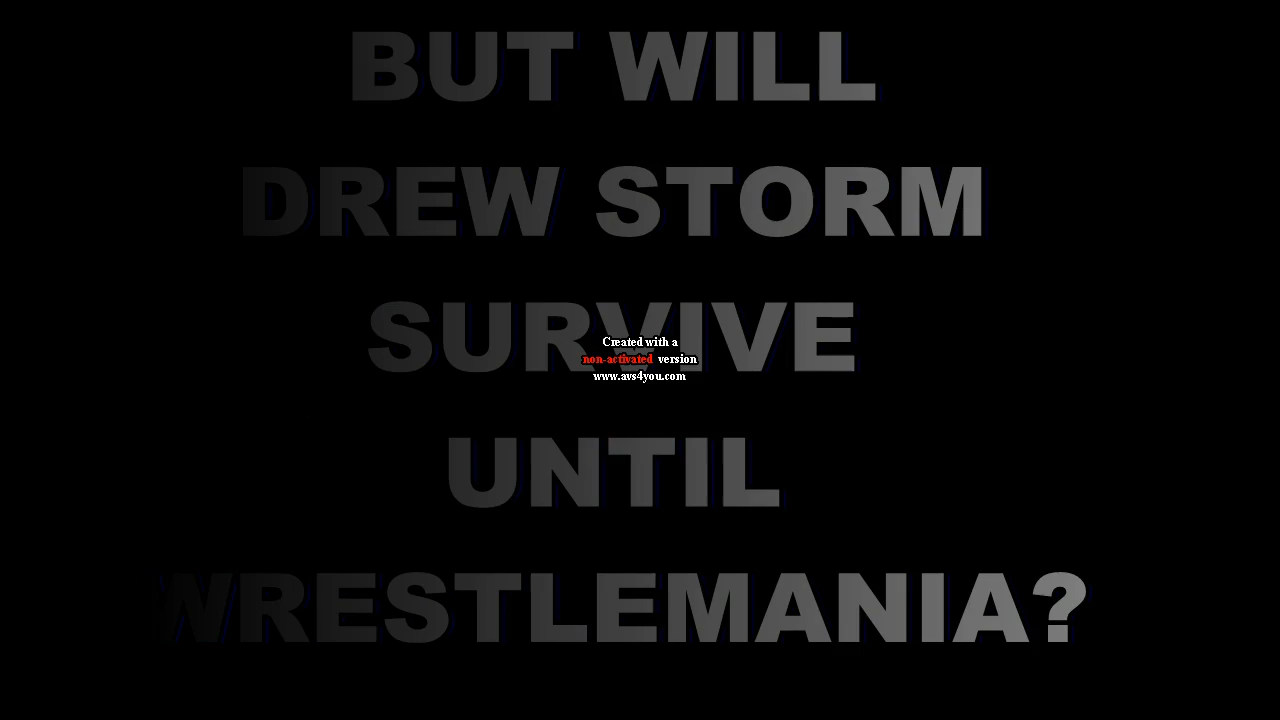 BUT WILL
DREW STORM
SURVIVE
Created with a
non-activated version
www.avs4you.com
UNTIL
WRESTLEMANIA?